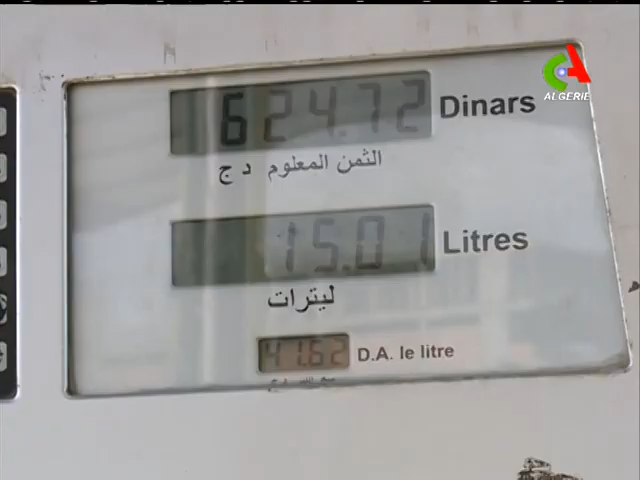 A
ALGERIE
624.72 Dinars
الثمن المعلوم د ج
15.01 Litres
ليترات
41.62 D.A. le litre